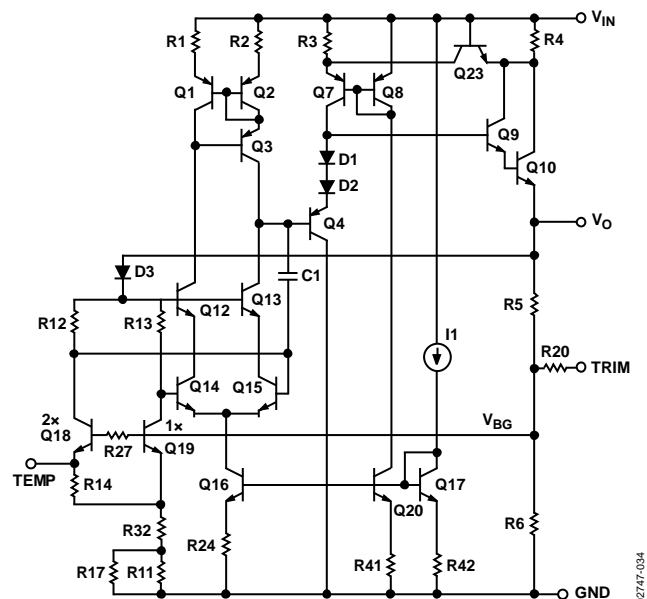 R1
R2
R3
R4
V_IN
Q23
Q1
Q2
Q7
Q8
Q3
Q9
Q10
D1
D2
Q4
V_O
D3
C1
R5
R12
R13
Q12
Q13
I1
R20
TRIM
Q14
Q15
2×
Q18
R27
1×
Q19
V_BG
TEMP
R14
Q16
Q20
Q17
R6
R32
R24
R17
R11
R41
R42
GND